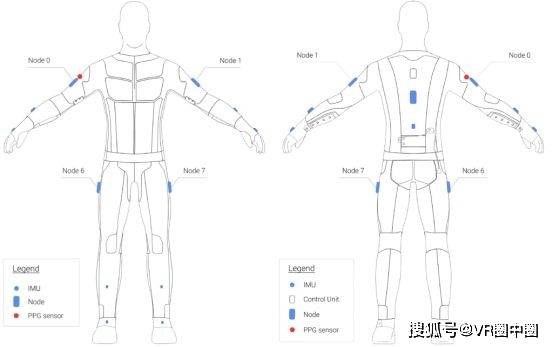 Node 0
Node 1
Node 6
Node 7
Legend
IMU
Node
PPG sensor
Node 1
Node 0
Node 7
Node 6
Legend
IMU
Control Unit
Node
PPG sensor
搜狐号@VR圈中圈